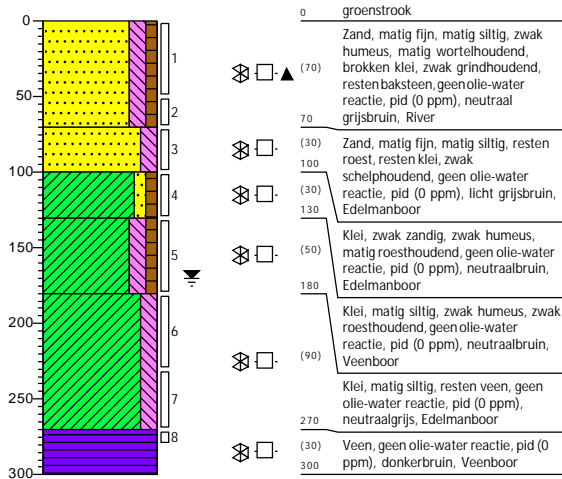 0
50
100
150
200
250
300
1
2
3
4
5
6
7
8
0 groenstrook
(70) Zand, matig fijn, matig siltig, zwak
humeus, matig wortelhoudend,
brokken klei, zwak grindhoudend,
resten baksteen, geen olie-water
reactie, pid (0 ppm), neutraal
70 grijsbruin, River
(30) Zand, matig fijn, matig siltig, resten
100 roest, resten klei, zwak
schelphoudend, geen olie-water
(30) reactie, pid (0 ppm), licht grijsbruin,
130 Edelmanboor
Klei, zwak zandig, zwak humeus,
(50) matig roesthoudend, geen olie-water
reactie, pid (0 ppm), neutraalbruin,
180 Edelmanboor
Klei, matig siltig, zwak humeus, zwak
roesthoudend, geen olie-water
(90) reactie, pid (0 ppm), neutraalbruin,
Veenboor
Klei, matig siltig, resten veen, geen
olie-water reactie, pid (0 ppm),
270 neutraalgrijs, Edelmanboor
(30) Veen, geen olie-water reactie, pid (0
300 ppm), donkerbruin, Veenboor